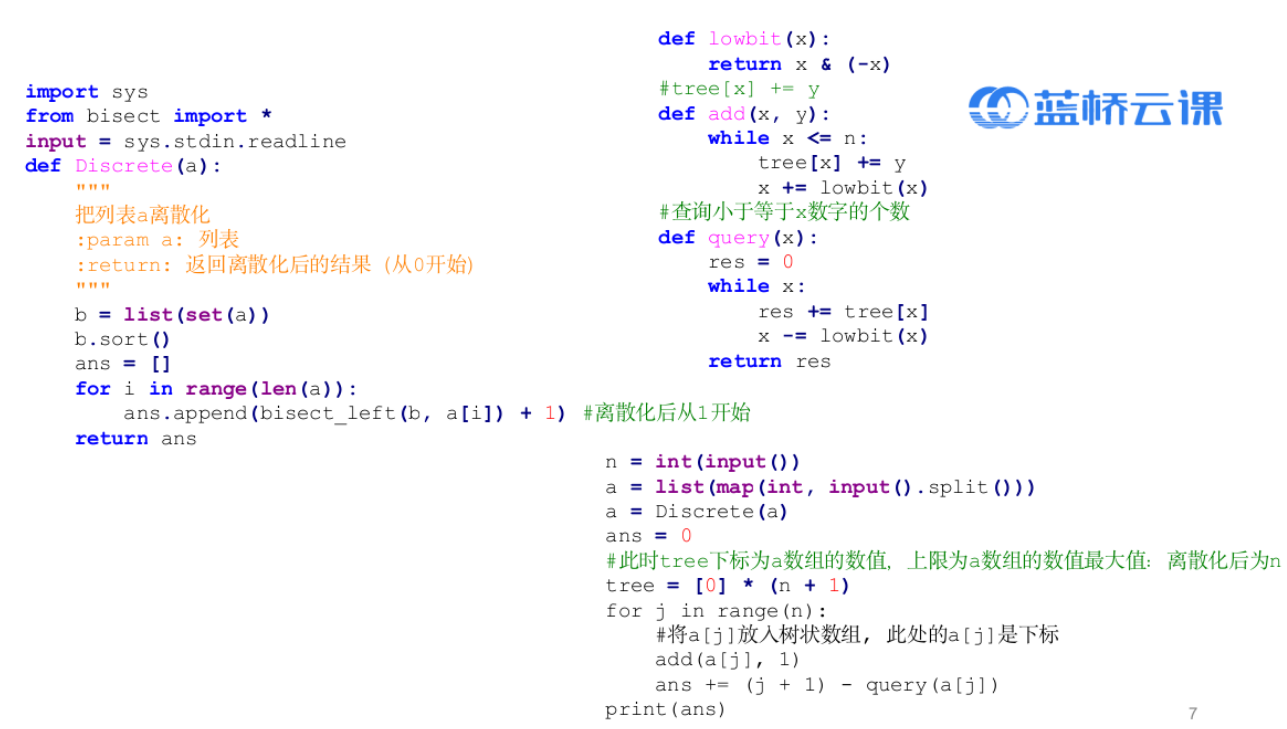 import sys
from bisect import *
input = sys.stdin.readline
def Discrete(a):
    """
    把列表a离散化
    :param a: 列表
    :return: 返回离散化后的结果（从0开始）
    """
    b = list(set(a))
    b.sort()
    ans = []
    for i in range(len(a)):
        ans.append(bisect_left(b, a[i]) + 1) #离散化后从1开始
    return ans
def lowbit(x):
    return x & (-x)
#tree[x] += y
def add(x, y):
    while x <= n:
        tree[x] += y
        x += lowbit(x)
#查询小于等于x数字的个数
def query(x):
    res = 0
    while x:
        res += tree[x]
        x -= lowbit(x)
    return res
蓝桥云课
n = int(input())
a = list(map(int, input().split()))
a = Discrete(a)
ans = 0
#此时tree下标为a数组的数值，上限为a数组的数值最大值：离散化后为n
tree = [0] * (n + 1)
for j in range(n):
    #将a[j]放入树状数组, 此处的a[j]是下标
    add(a[j], 1)
    ans += (j + 1) - query(a[j])
print(ans)
7